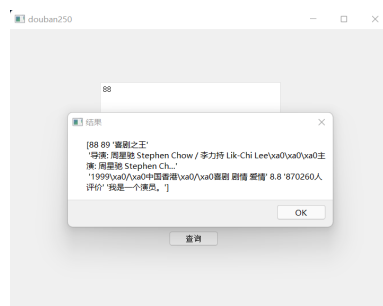 douban250
88
结果
[88 89 '喜剧之王'
'导演: 周星驰 Stephen Chow / 李力持 Lik-Chi Lee\xa0\xa0\xa0主
演: 周星驰 Stephen Ch...'
'1999\xa0/\xa0中国香港\xa0/\xa0喜剧 剧情 爱情' 8.8 '870260人
评价' '我是一个演员。']
OK
查询